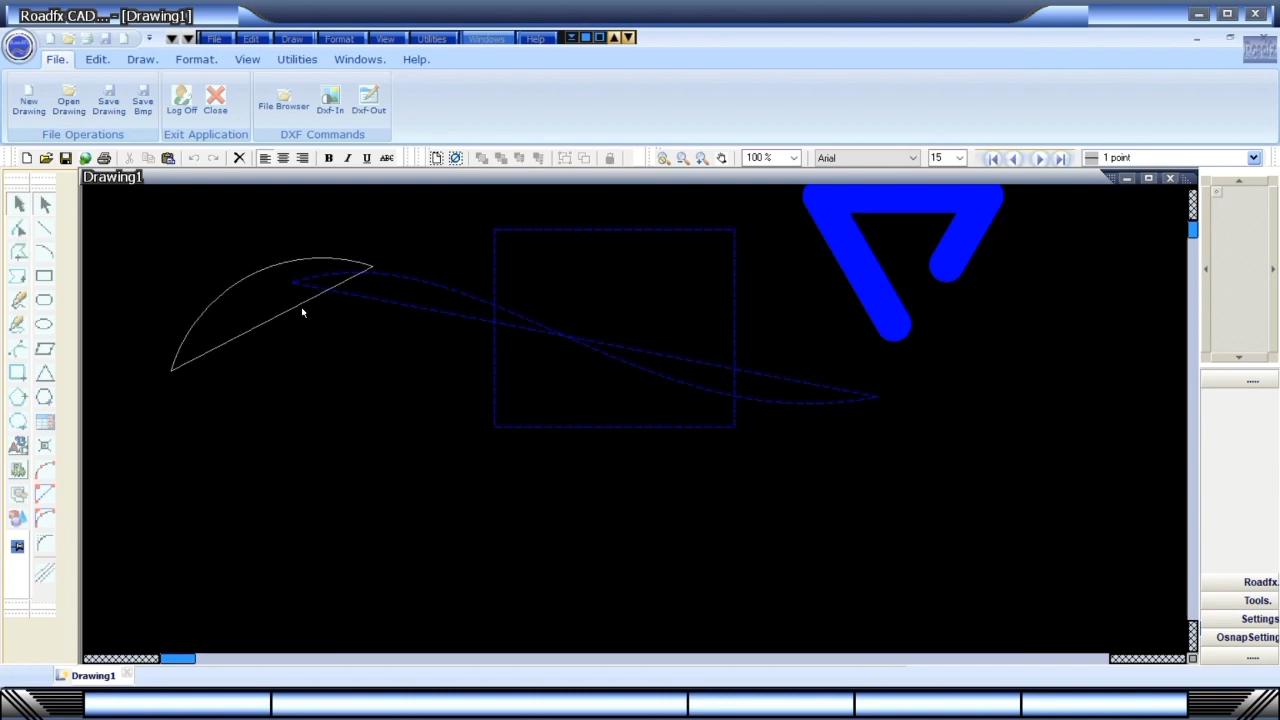 Roadfx CAD... - [Drawing1]
File Edit Draw Format View Utilities Windows Help
File. Edit. Draw. Format. View Utilities Windows. Help.
New Drawing
Open Drawing
Save Drawing
Save Bmp
Log Off
Close
File Browser
Dxf-In
Dxf-Out
File Operations
Exit Application
DXF Commands
B I U ABC
100 %
Arial
15
1 point
Drawing1
.....
Roadfx.
Tools.
Settings
OsnapSetting
.....
Drawing1